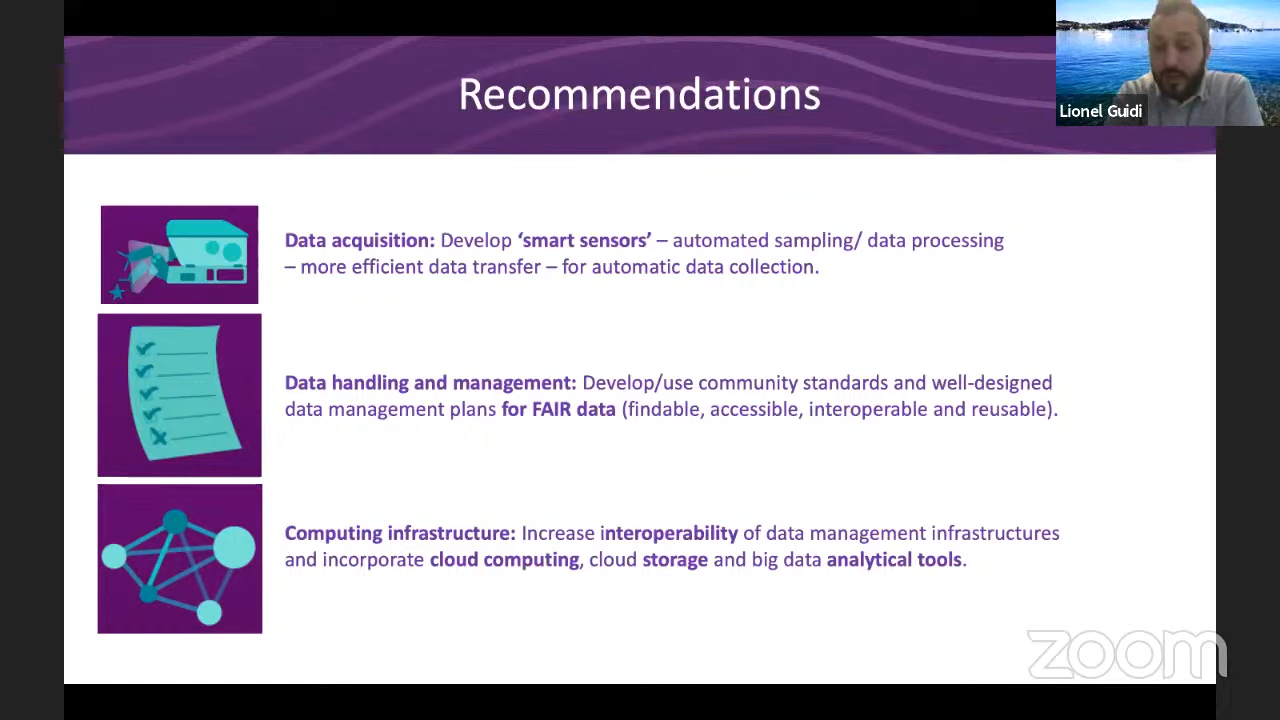 Recommendations
Lionel Guidi
Data acquisition: Develop ‘smart sensors’ – automated sampling/ data processing
– more efficient data transfer – for automatic data collection.
Data handling and management: Develop/use community standards and well-designed
data management plans for FAIR data (findable, accessible, interoperable and reusable).
Computing infrastructure: Increase interoperability of data management infrastructures
and incorporate cloud computing, cloud storage and big data analytical tools.
zoom